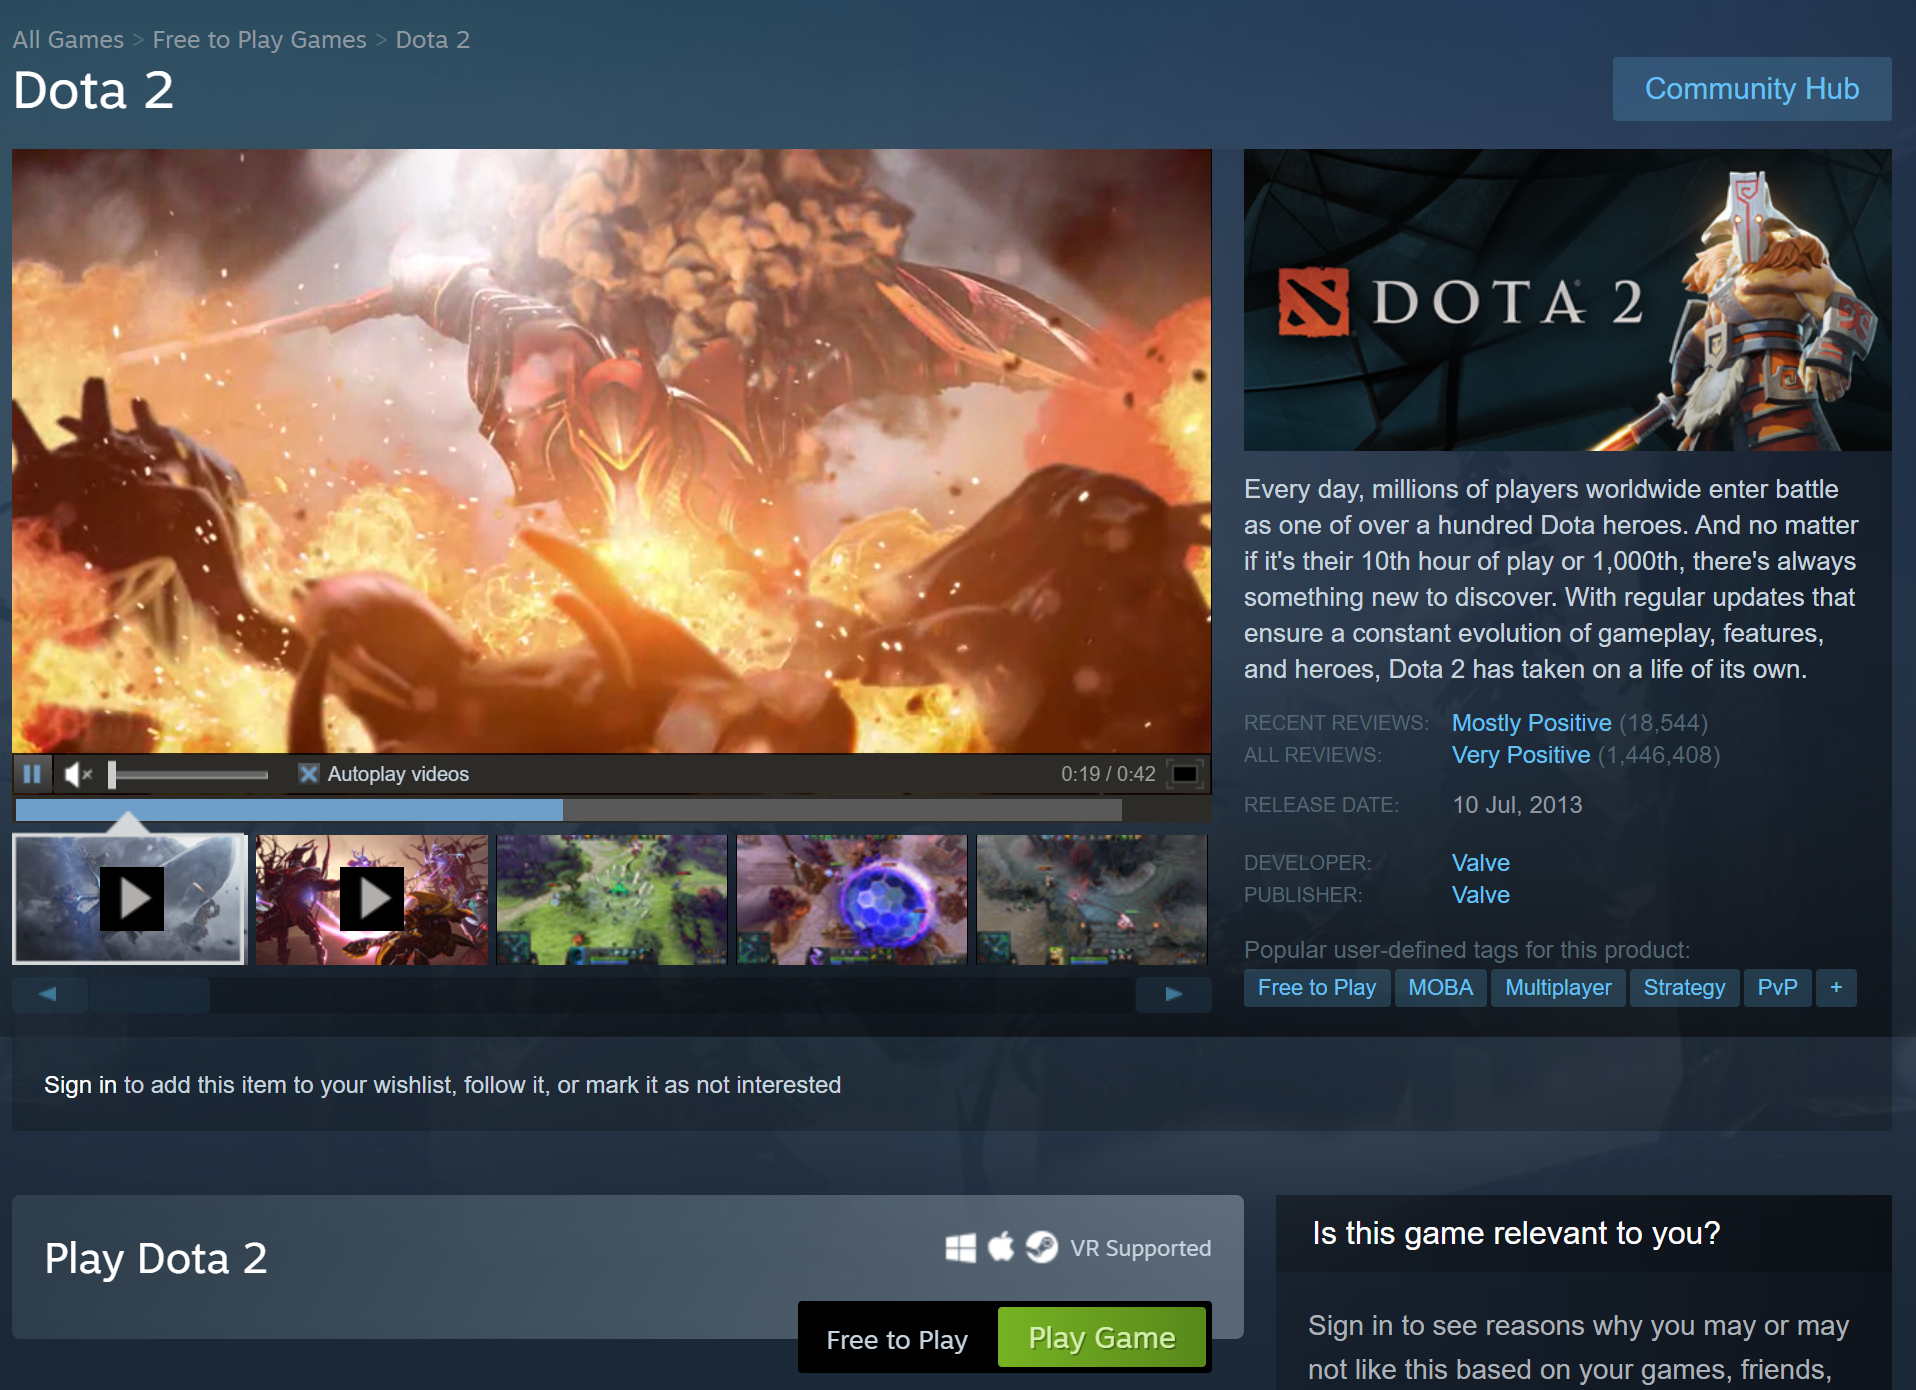 All Games > Free to Play Games > Dota 2
Dota 2
Community Hub
DOTA 2
Every day, millions of players worldwide enter battle
as one of over a hundred Dota heroes. And no matter
if it's their 10th hour of play or 1,000th, there's always
something new to discover. With regular updates that
ensure a constant evolution of gameplay, features,
and heroes, Dota 2 has taken on a life of its own.
RECENT REVIEWS: Mostly Positive (18,544)
ALL REVIEWS: Very Positive (1,446,408)
RELEASE DATE: 10 Jul, 2013
DEVELOPER: Valve
PUBLISHER: Valve
Popular user-defined tags for this product:
Free to Play MOBA Multiplayer Strategy PvP +
Autoplay videos 0:19 / 0:42
Sign in to add this item to your wishlist, follow it, or mark it as not interested
Play Dota 2
VR Supported
Free to Play Play Game
Is this game relevant to you?
Sign in to see reasons why you may or may
not like this based on your games, friends,